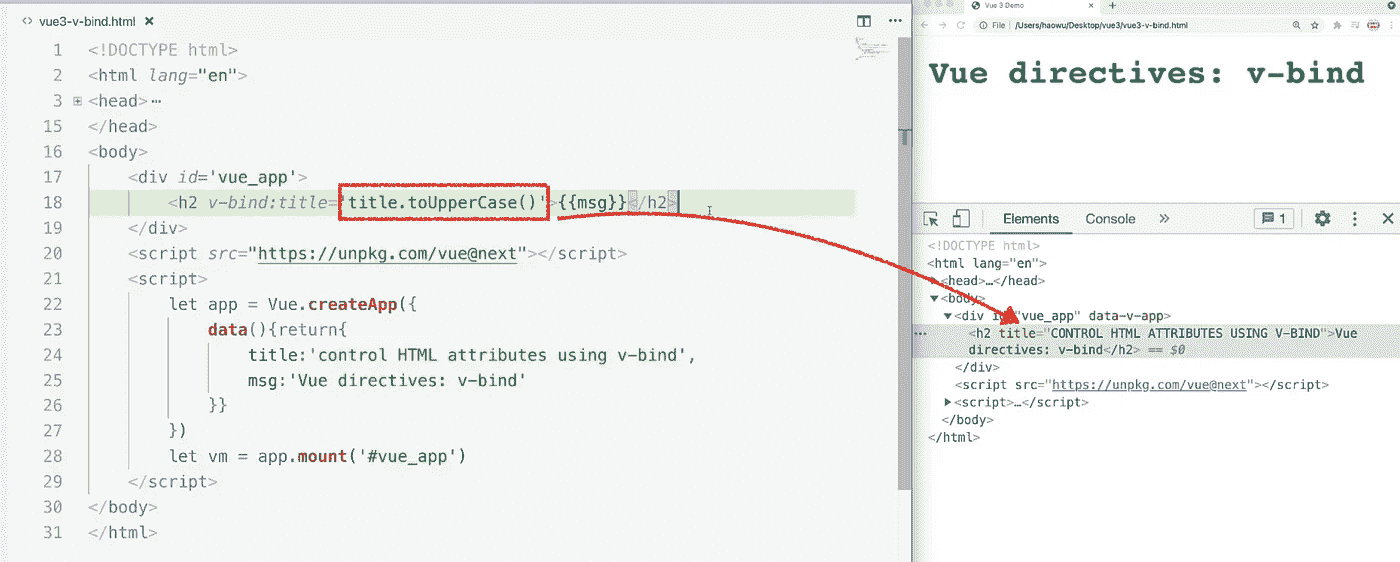 vue3-v-bind.html
1 <!DOCTYPE html>
2 <html lang="en">
3 <head>
15 </head>
16 <body>
17 <div id='vue_app'>
18 <h2 v-bind:title='title.toUpperCase()'>{{msg}}</h2>
19 </div>
20 <script src="https://unpkg.com/vue@next"></script>
21 <script>
22 let app = Vue.createApp({
23 data(){return{
24 title:'control HTML attributes using v-bind',
25 msg:'Vue directives: v-bind'
26 }}
27 })
28 let vm = app.mount('#vue_app')
29 </script>
30 </body>
31 </html>
Vue 3 Demo
File | /Users/haowu/Desktop/vue3/vue3-v-bind.html
Vue directives: v-bind
Elements Console 1
<!DOCTYPE html>
<html lang="en">
<head>…</head>
<body>
<div id="vue_app" data-v-app>
<h2 title="CONTROL HTML ATTRIBUTES USING V-BIND">Vue
directives: v-bind</h2> == $0
</div>
<script src="https://unpkg.com/vue@next"></script>
<script>…</script>
</body>
</html>